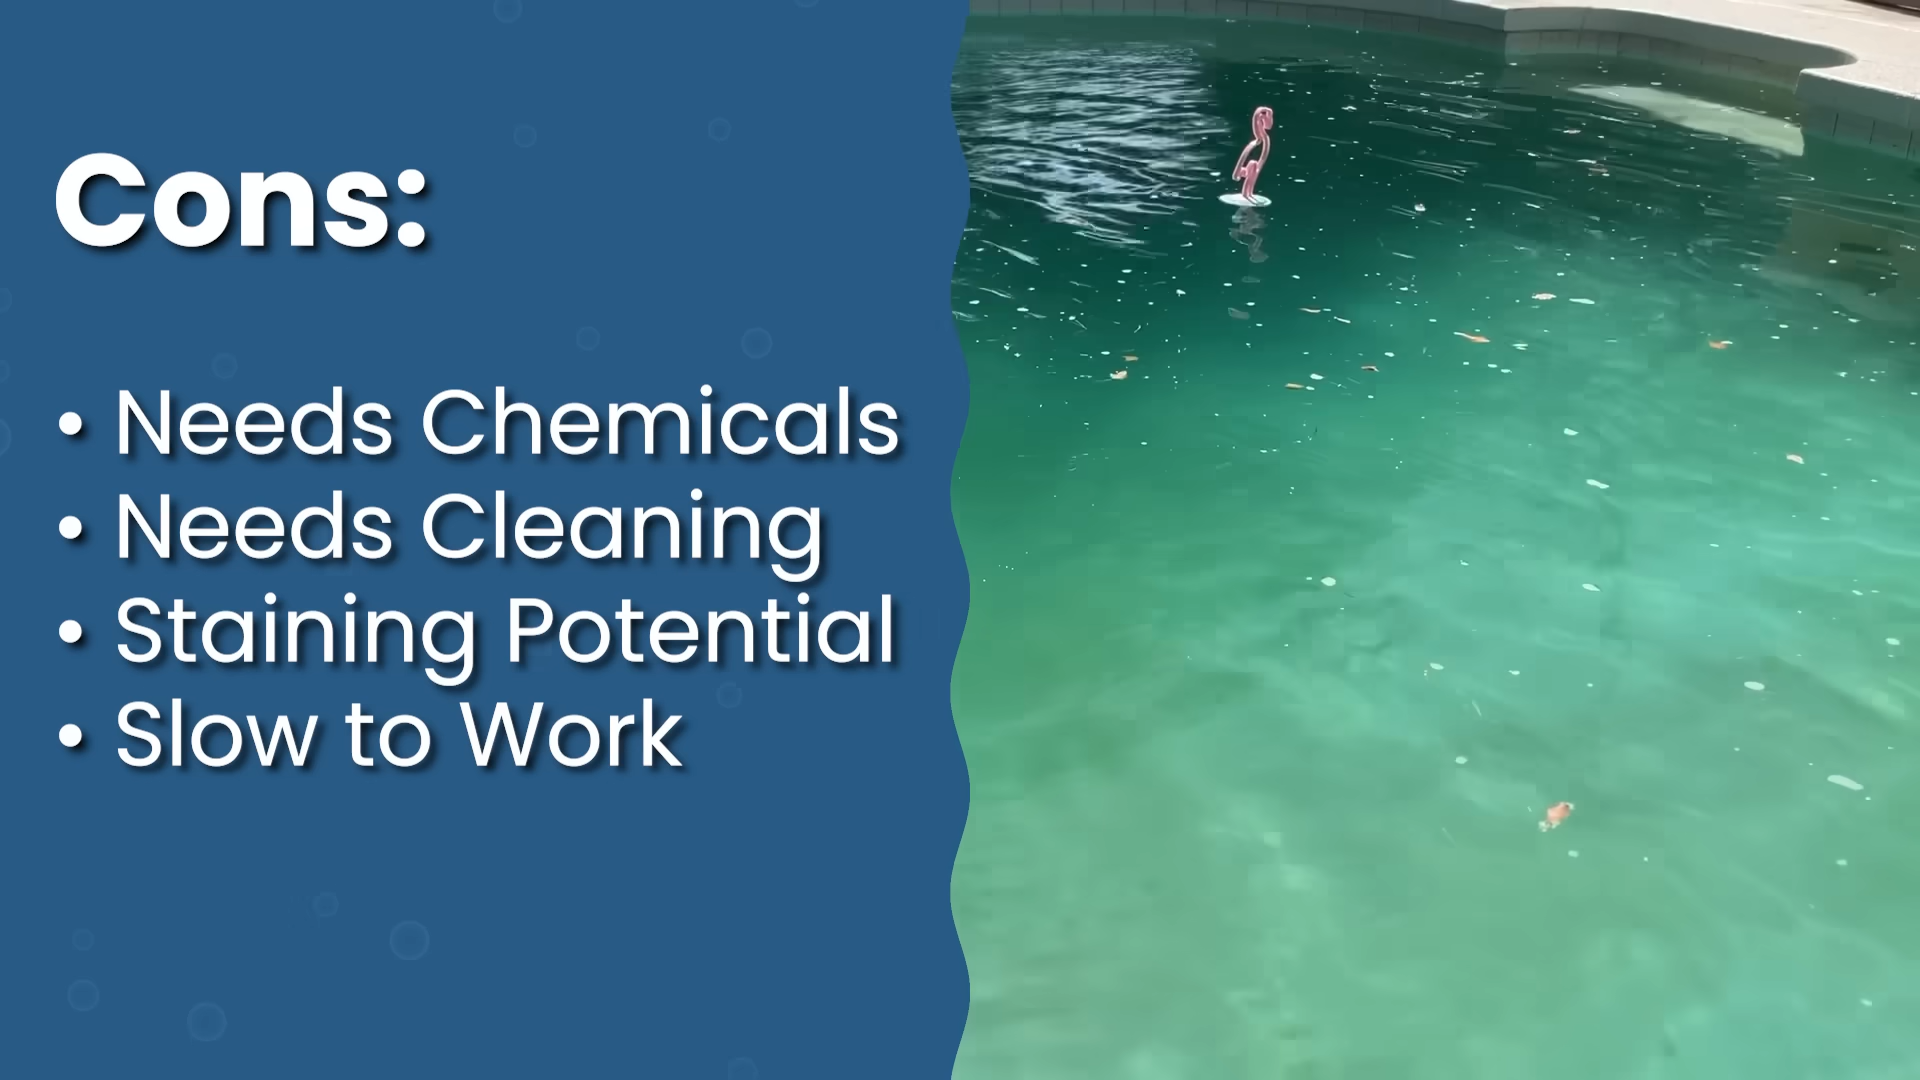 Cons:
• Needs Chemicals
• Needs Cleaning
• Staining Potential
• Slow to Work